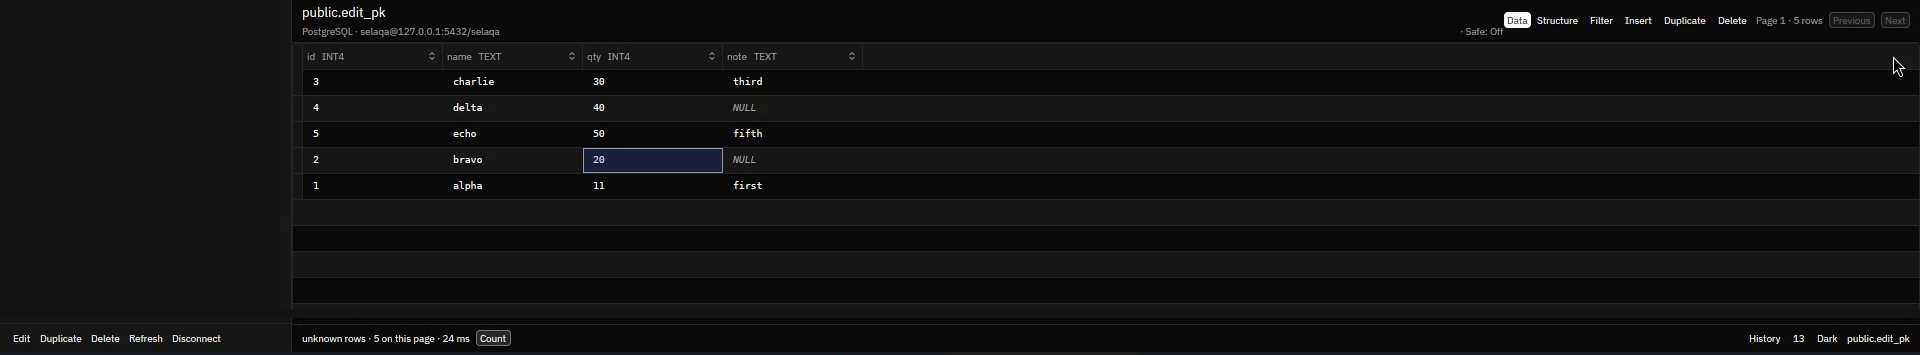 public.edit_pk
PostgreSQL · selaqa@127.0.0.1:5432/selaqa
· Safe: Off Data Structure Filter Insert Duplicate Delete Page 1 · 5 rows Previous Next
id INT4 name TEXT qty INT4 note TEXT
3 charlie 30 third
4 delta 40 NULL
5 echo 50 fifth
2 bravo 20 NULL
1 alpha 11 first
Edit Duplicate Delete Refresh Disconnect unknown rows · 5 on this page · 24 ms Count History 13 Dark public.edit_pk